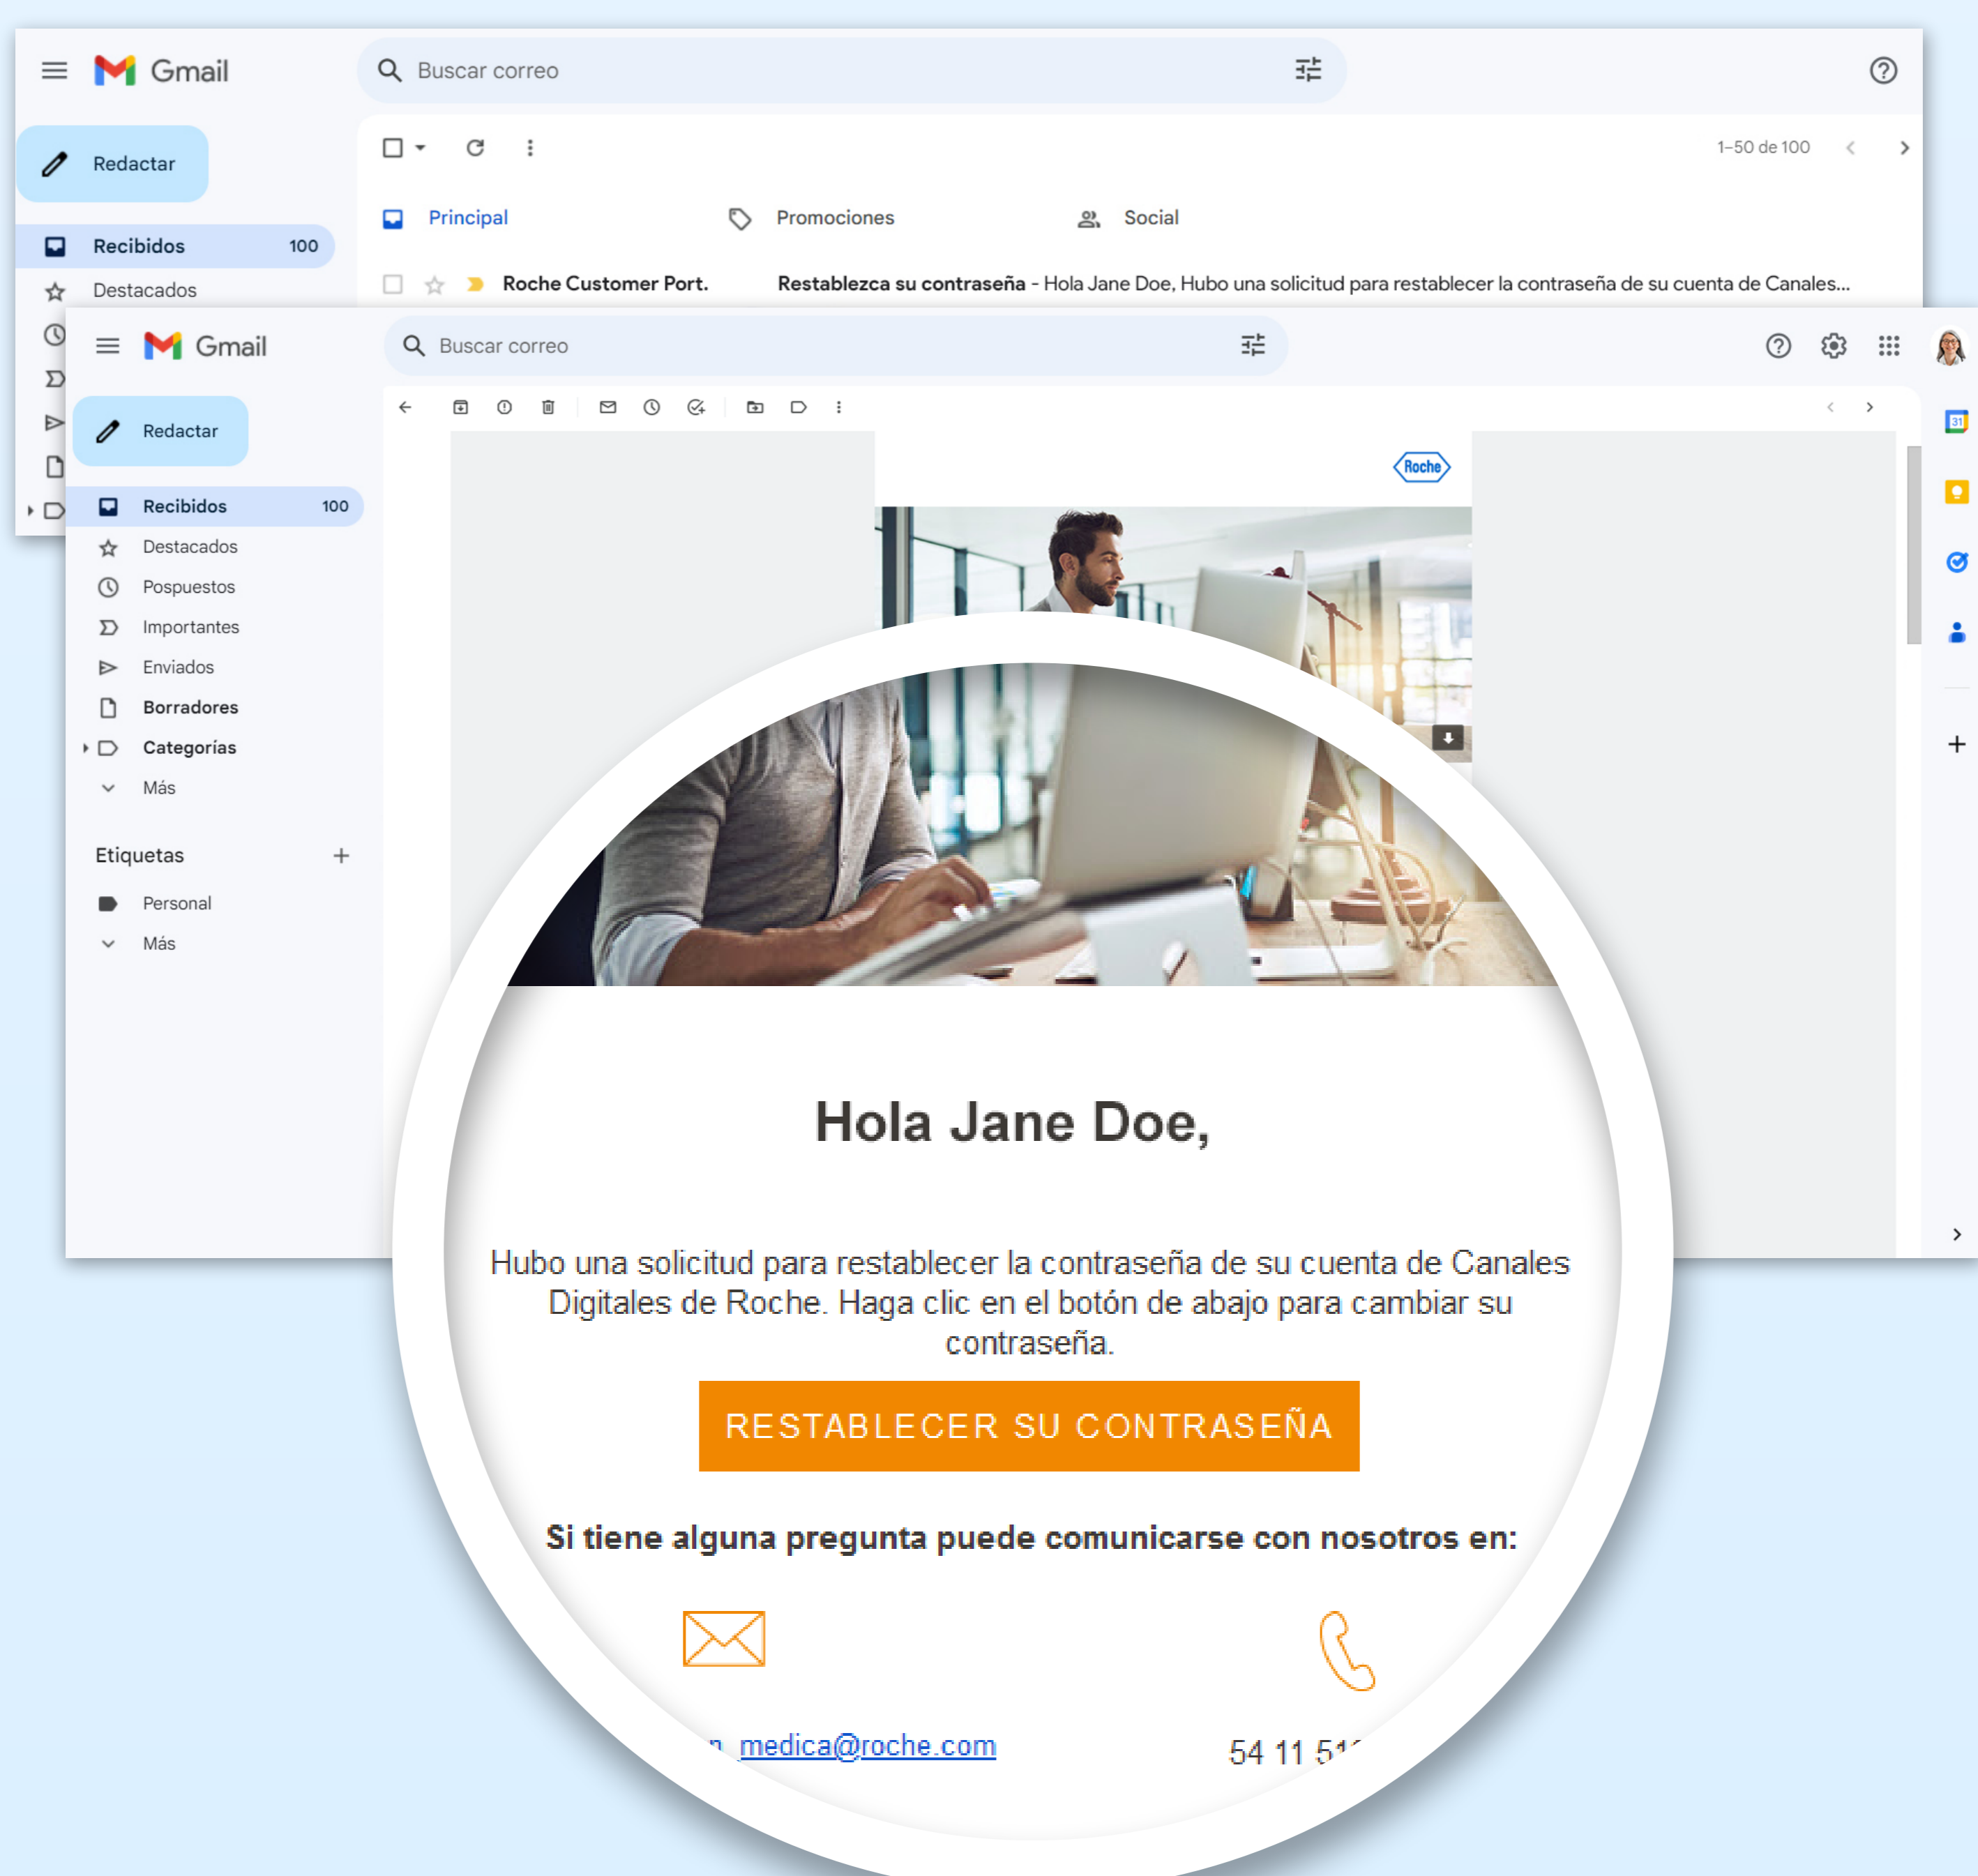 Gmail
Buscar correo
Redactar
1–50 de 100
Principal
Promociones
Social
Recibidos 100
Roche Customer Port. Restablezca su contraseña - Hola Jane Doe, Hubo una solicitud para restablecer la contraseña de su cuenta de Canales...
Destacados
Gmail
Buscar correo
Redactar
31
Roche
Recibidos 100
Destacados
Pospuestos
Importantes
Enviados
Borradores
Categorías
Más
Etiquetas
Personal
Más
Hola Jane Doe,
Hubo una solicitud para restablecer la contraseña de su cuenta de Canales
Digitales de Roche. Haga clic en el botón de abajo para cambiar su
contraseña.
RESTABLECER SU CONTRASEÑA
Si tiene alguna pregunta puede comunicarse con nosotros en:
medica@roche.com
54 11